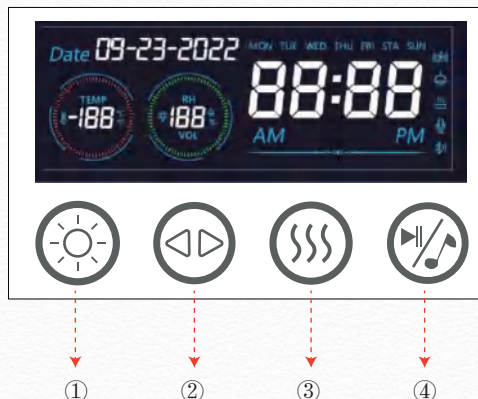 Date 09-23-2022
MON TUE WED THU FRI STA SUN
TEMP
-188
RH
188
VOL
88:88
AM PM
① ② ③ ④